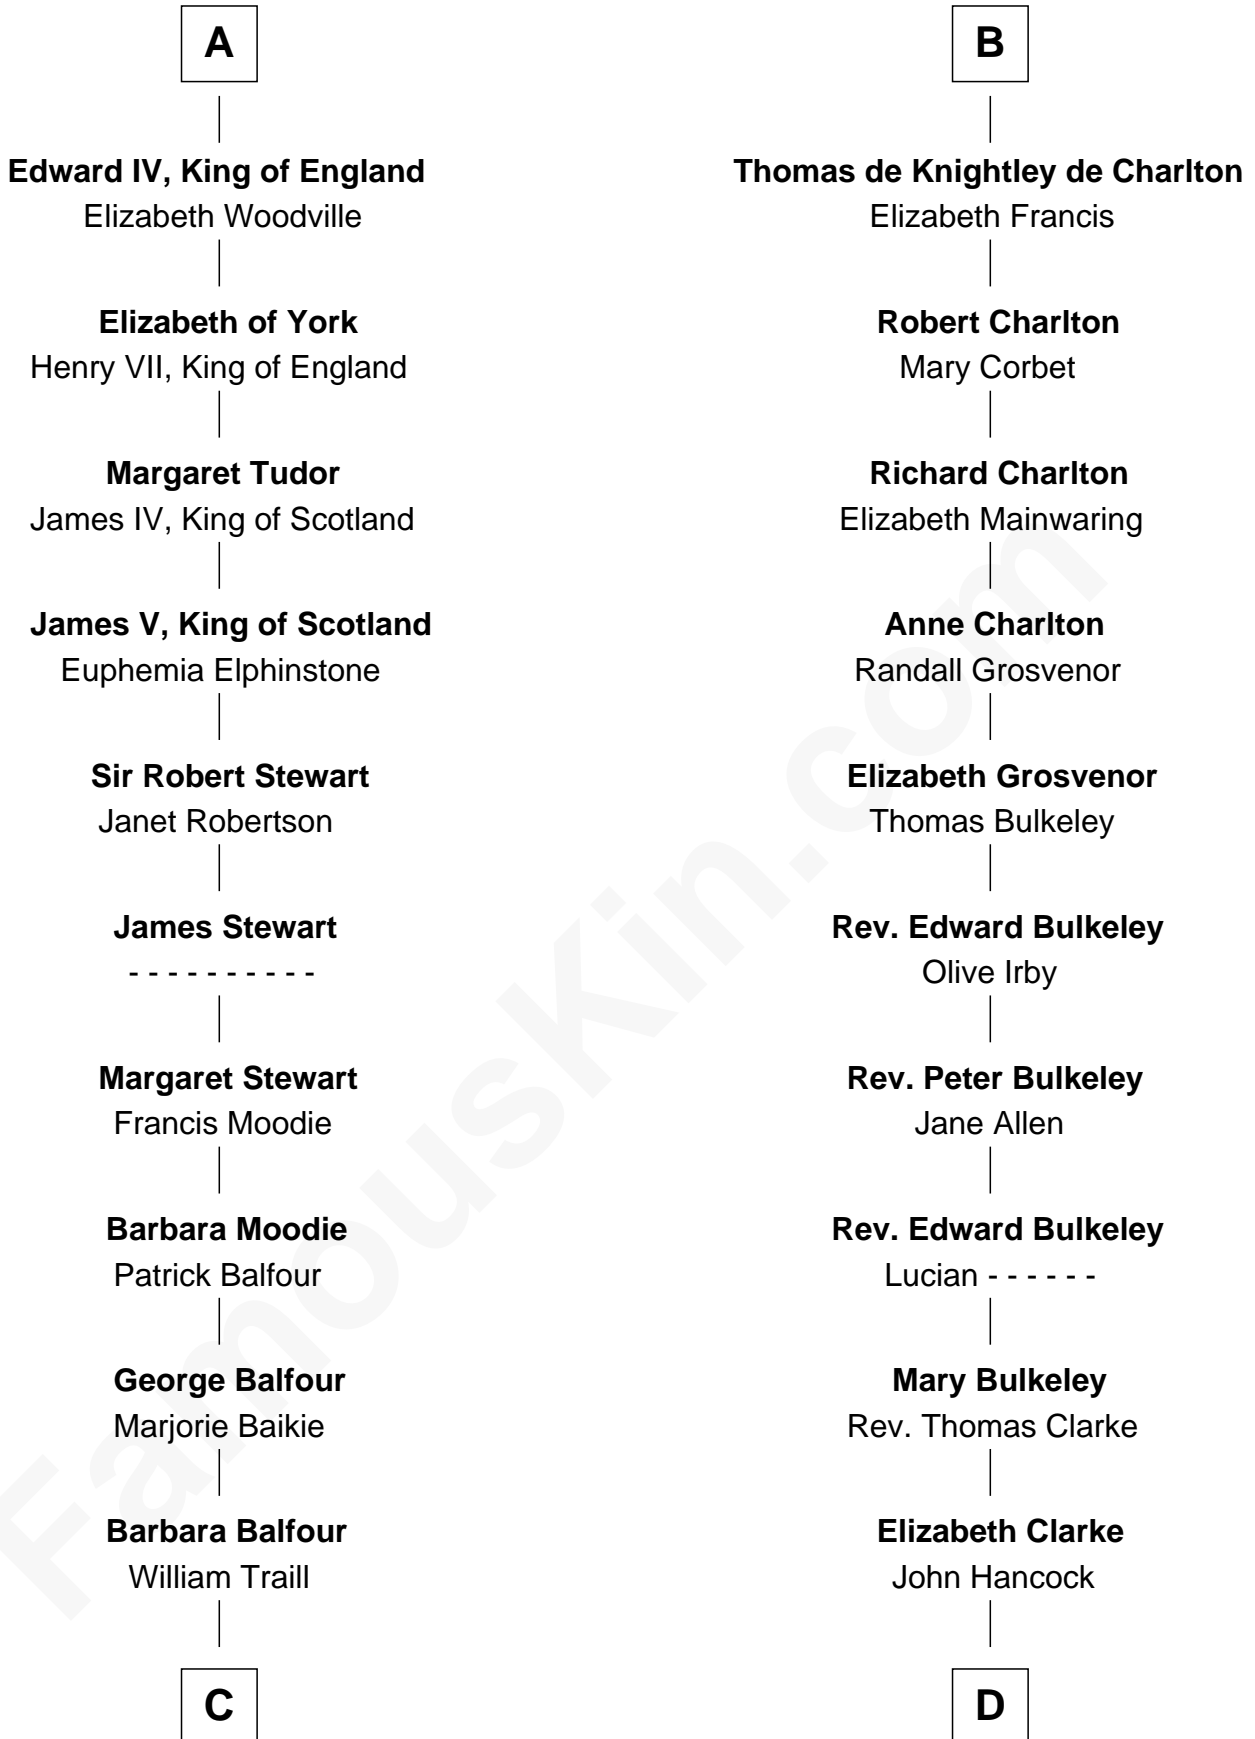 A
Edward IV, King of England
Elizabeth Woodville
Elizabeth of York
Henry VII, King of England
Margaret Tudor
James IV, King of Scotland
James V, King of Scotland
Euphemia Elphinstone
Sir Robert Stewart
Janet Robertson
James Stewart
- - - - - - - - - -
Margaret Stewart
Francis Moodie
Barbara Moodie
Patrick Balfour
George Balfour
Marjorie Baikie
Barbara Balfour
William Traill
C
B
Thomas de Knightley de Charlton
Elizabeth Francis
Robert Charlton
Mary Corbet
Richard Charlton
Elizabeth Mainwaring
Anne Charlton
Randall Grosvenor
Elizabeth Grosvenor
Thomas Bulkeley
Rev. Edward Bulkeley
Olive Irby
Rev. Peter Bulkeley
Jane Allen
Rev. Edward Bulkeley
Lucian - - - - - -
Mary Bulkeley
Rev. Thomas Clarke
Elizabeth Clarke
John Hancock
D
FamousKin.com